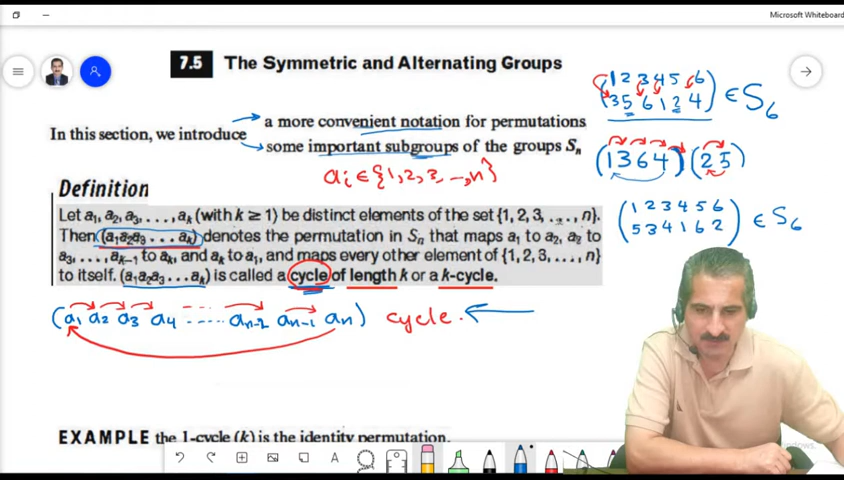 Microsoft Whiteboard
7.5 The Symmetric and Alternating Groups
In this section, we introduce
a more convenient notation for permutations
some important subgroups of the groups Sn
ai ∈ {1,2,3,...,n}
Definition
Let a1, a2, a3, . . . , ak (with k ≥ 1) be distinct elements of the set {1, 2, 3, . . . , n}.
Then (a1a2a3 . . . ak) denotes the permutation in Sn that maps a1 to a2, a2 to
a3, . . . , ak−1 to ak, and ak to a1, and maps every other element of {1, 2, 3, . . . , n}
to itself. (a1a2a3 . . . ak) is called a cycle of length k or a k-cycle.
(a1 a2 a3 a4 ..... an-2 an-1 an) cycle.
EXAMPLE the 1-cycle (k) is the identity permutation.
(1 2 3 4 5 6
3 5 6 1 2 4) ∈ S6
(1 3 6 4) (2 5)
(1 2 3 4 5 6
5 3 4 1 6 2) ∈ S6